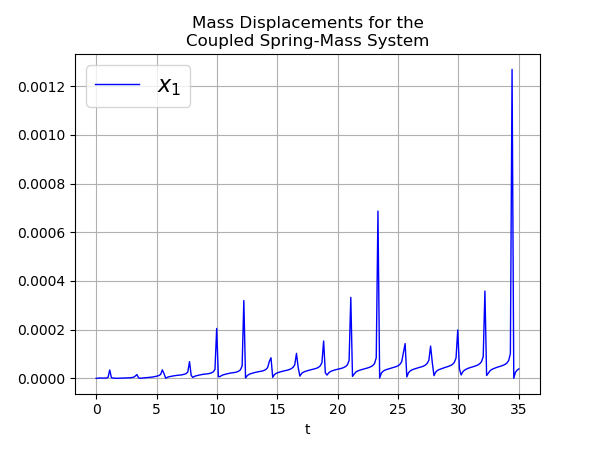 Mass Displacements for the
Coupled Spring-Mass System
x₁
0.0012
0.0010
0.0008
0.0006
0.0004
0.0002
0.0000
0 5 10 15 20 25 30 35
t